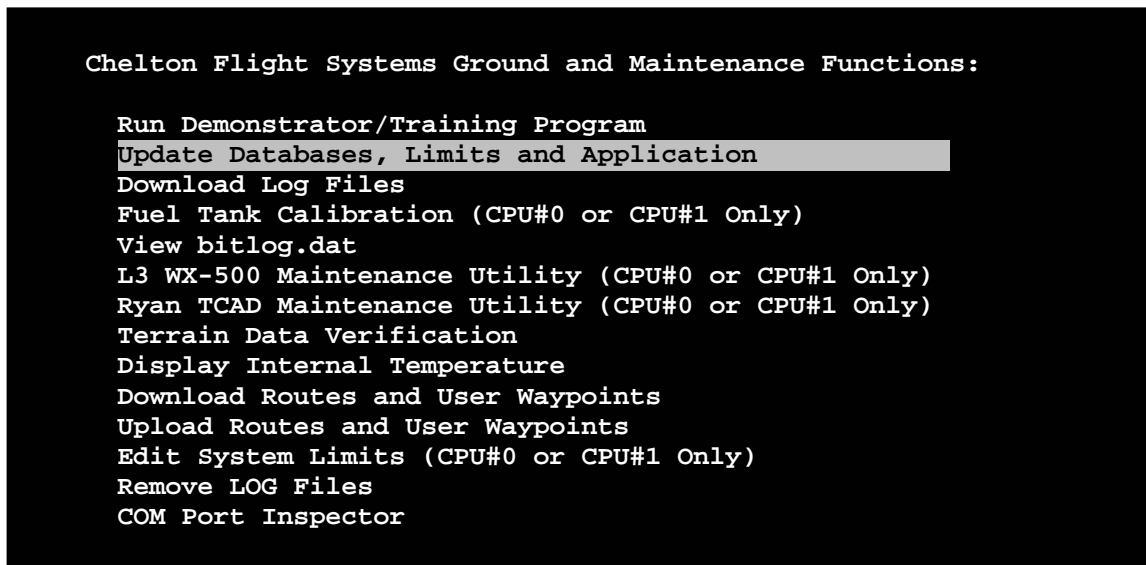 Chelton Flight Systems Ground and Maintenance Functions:
Run Demonstrator/Training Program
Update Databases, Limits and Application
Download Log Files
Fuel Tank Calibration (CPU#0 or CPU#1 Only)
View bitlog.dat
L3 WX-500 Maintenance Utility (CPU#0 or CPU#1 Only)
Ryan TCAD Maintenance Utility (CPU#0 or CPU#1 Only)
Terrain Data Verification
Display Internal Temperature
Download Routes and User Waypoints
Upload Routes and User Waypoints
Edit System Limits (CPU#0 or CPU#1 Only)
Remove LOG Files
COM Port Inspector